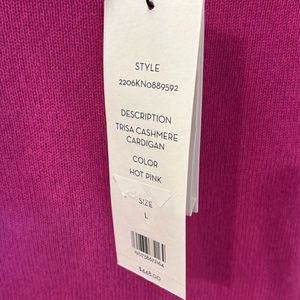 STYLE
2206KN0889592
DESCRIPTION
TRISA CASHMERE
CARDIGAN
COLOR
HOT PINK
SIZE
L
$448.00